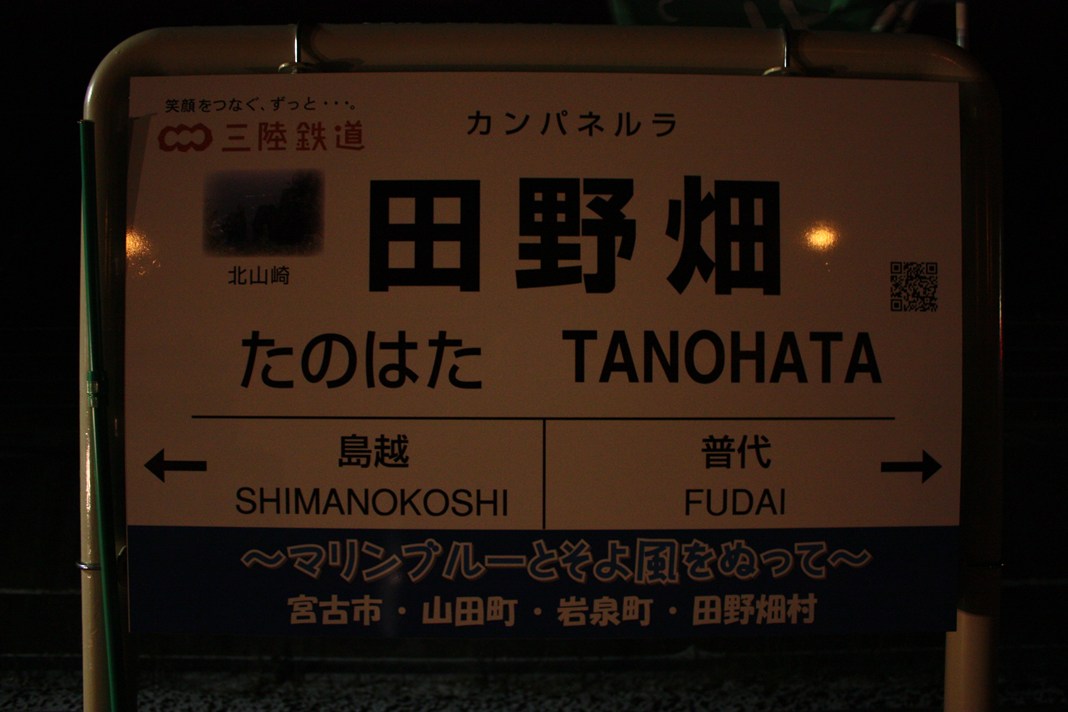 笑顔をつなぐ、ずっと・・・。
三陸鉄道
カンパネルラ
田野畑
北山崎
たのはた TANOHATA
島越
SHIMANOKOSHI
普代
FUDAI
～マリンブルーとそよ風をぬって～
宮古市・山田町・岩泉町・田野畑村